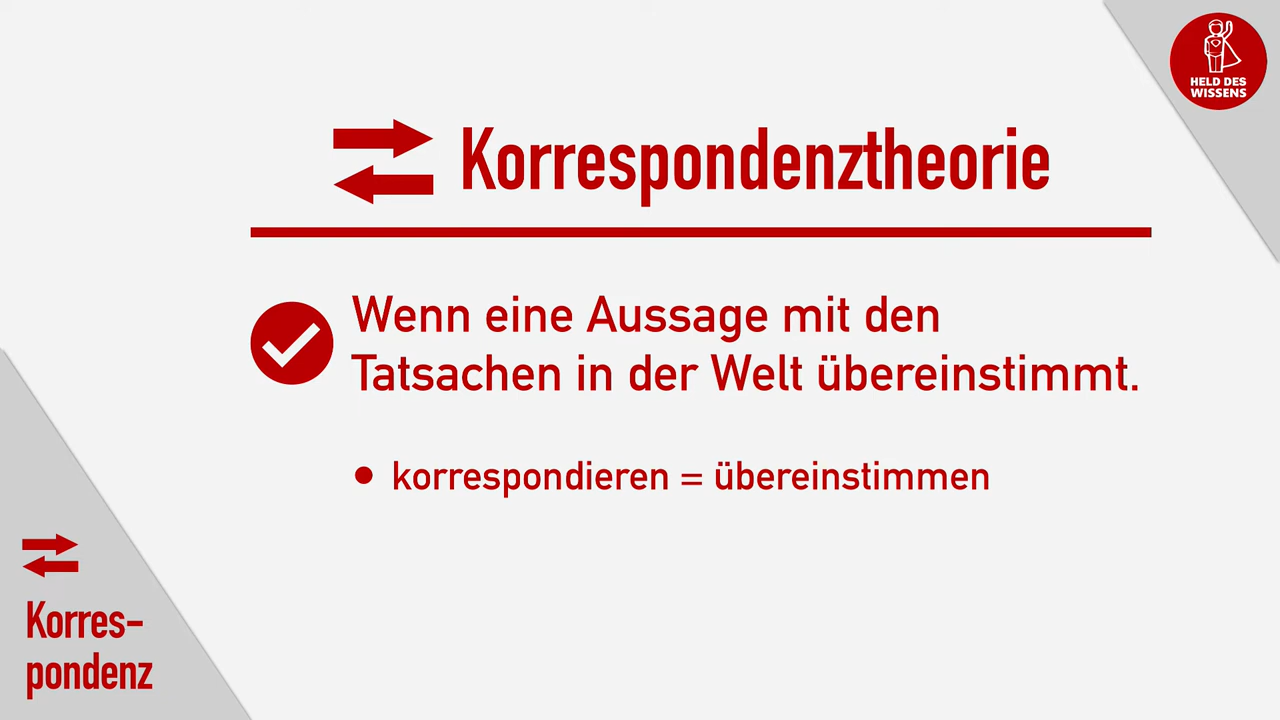 HELD DES
WISSENS
Korrespondenztheorie
Wenn eine Aussage mit den
Tatsachen in der Welt übereinstimmt.
• korrespondieren = übereinstimmen
Korres-
pondenz